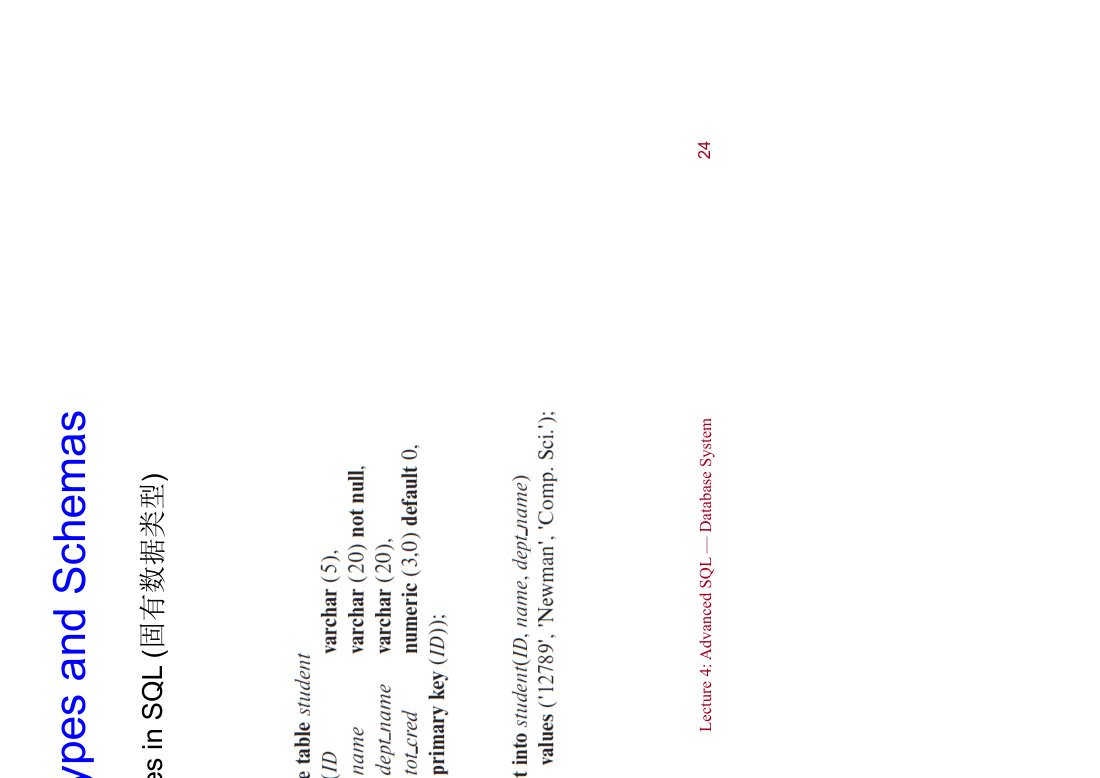 ypes and Schemas
es in SQL (固有数据类型)
e table student
(ID varchar (5),
name varchar (20) not null,
dept_name varchar (20),
tot_cred numeric (3,0) default 0,
primary key (ID));
t into student(ID, name, dept_name)
values ('12789', 'Newman', 'Comp. Sci.');
Lecture 4: Advanced SQL — Database System
24